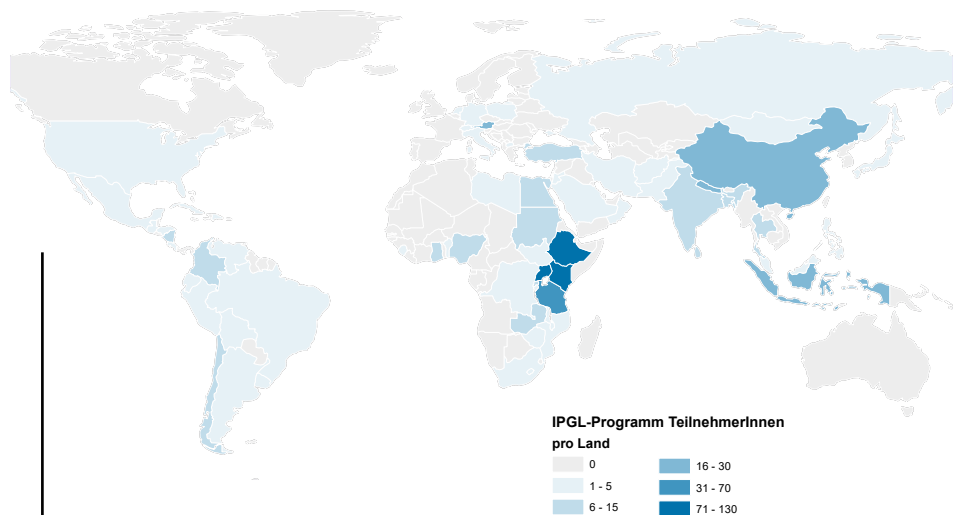 IPGL-Programm TeilnehmerInnen
pro Land
0
1 - 5
6 - 15
16 - 30
31 - 70
71 - 130